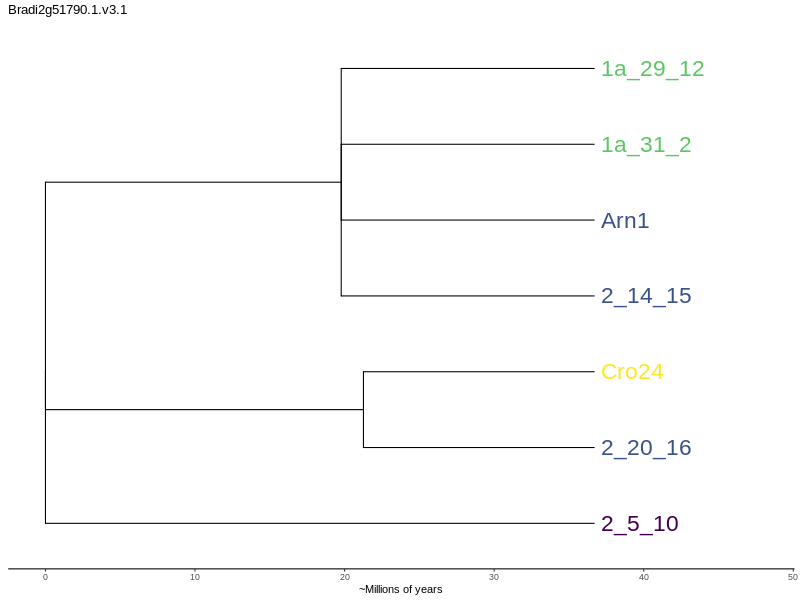 Bradi2g51790.1.v3.1
1a_29_12
1a_31_2
Arn1
2_14_15
Cro24
2_20_16
2_5_10
0 10 20 30 40 50
~Millions of years